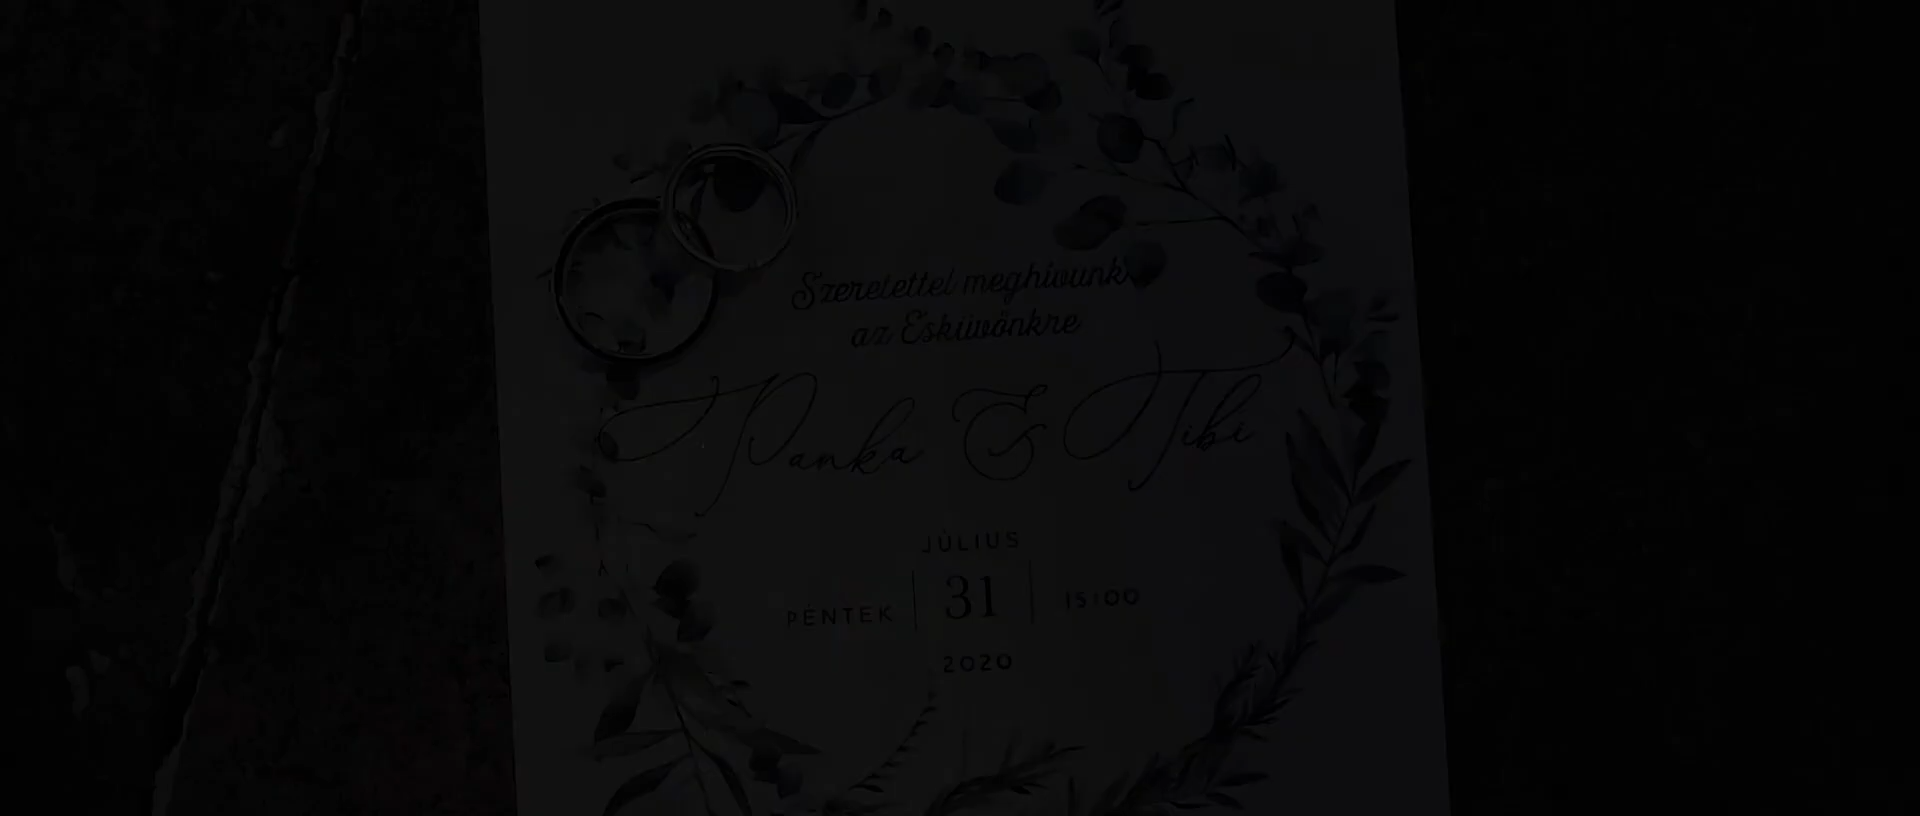 Szeretettel meghívunk
az Esküvőnkre
Panka & Tibi
JÚLIUS
PÉNTEK 31 15:00
2020